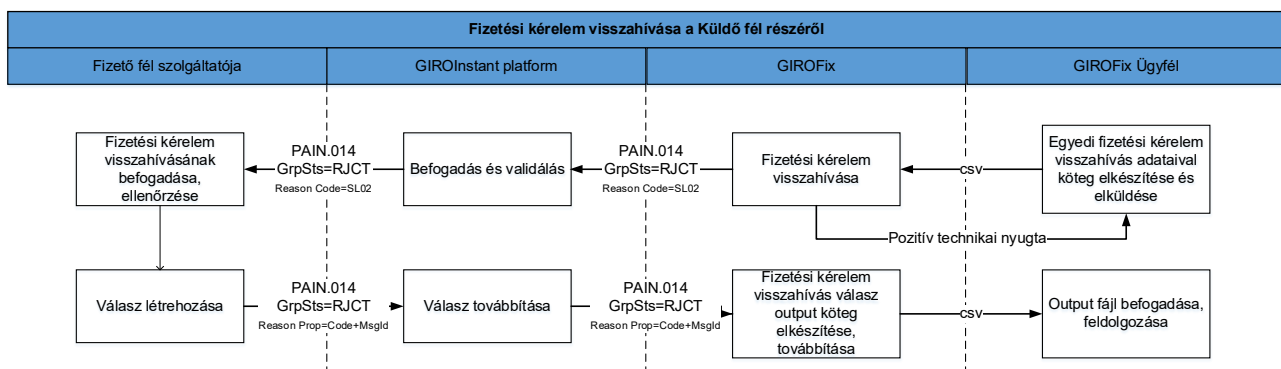 Fizetési kérelem visszahívása a Küldő fél részéről
Fizető fél szolgáltatója
GIROInstant platform
GIROFix
GIROFix Ügyfél
Fizetési kérelem
visszahívásának
befogadása,
ellenőrzése
PAIN.014
GrpSts=RJCT
Reason Code=SL02
Befogadás és validálás
PAIN.014
GrpSts=RJCT
Reason Code=SL02
Fizetési kérelem
visszahívása
csv
Egyedi fizetési kérelem
visszahívás adataival
köteg elkészítése és
elküldése
Pozitív technikai nyugta
Válasz létrehozása
PAIN.014
GrpSts=RJCT
Reason Prop=Code+MsgId
Válasz továbbítása
PAIN.014
GrpSts=RJCT
Reason Prop=Code+MsgId
Fizetési kérelem
visszahívás válasz
output köteg
elkészítése,
továbbítása
csv
Output fájl befogadása,
feldolgozása